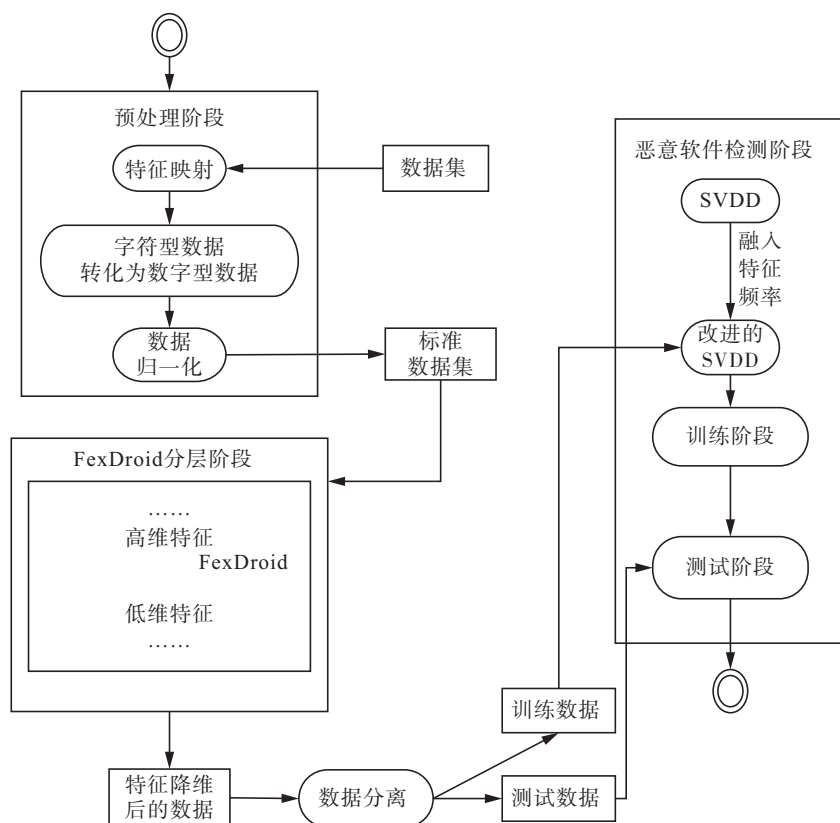 预处理阶段
特征映射
数据集
字符型数据
转化为数字型数据
数据
归一化
标准
数据集
FexDroid分层阶段
……
高维特征
FexDroid
低维特征
……
特征降维
后的数据
数据分离
训练数据
测试数据
恶意软件检测阶段
SVDD
融入
特征
频率
改进的
SVDD
训练阶段
测试阶段